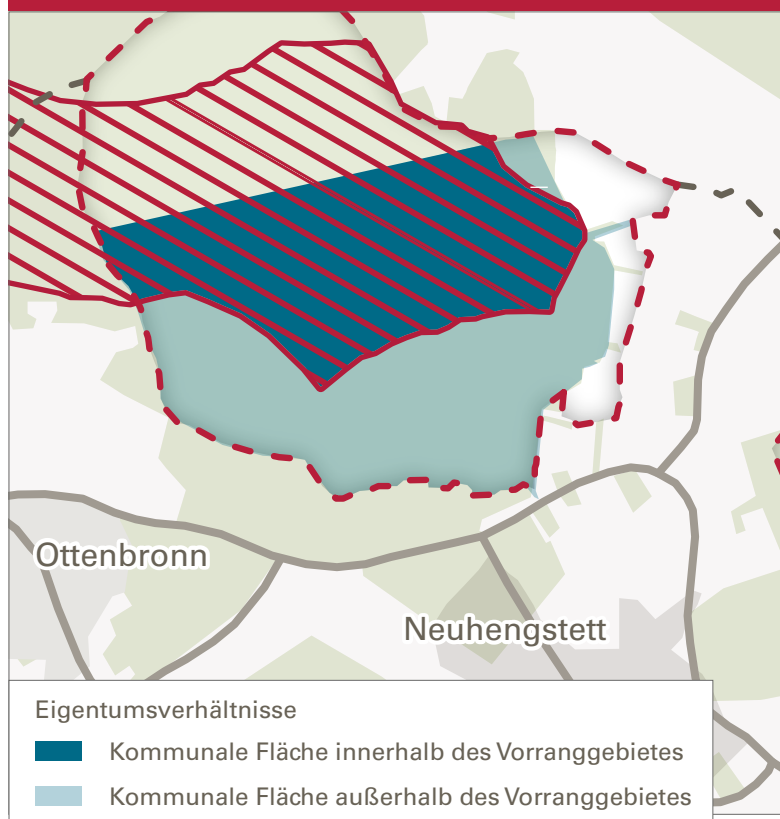 Ottenbronn
Neuhengstett
Eigentumsverhältnisse
Kommunale Fläche innerhalb des Vorranggebietes
Kommunale Fläche außerhalb des Vorranggebietes